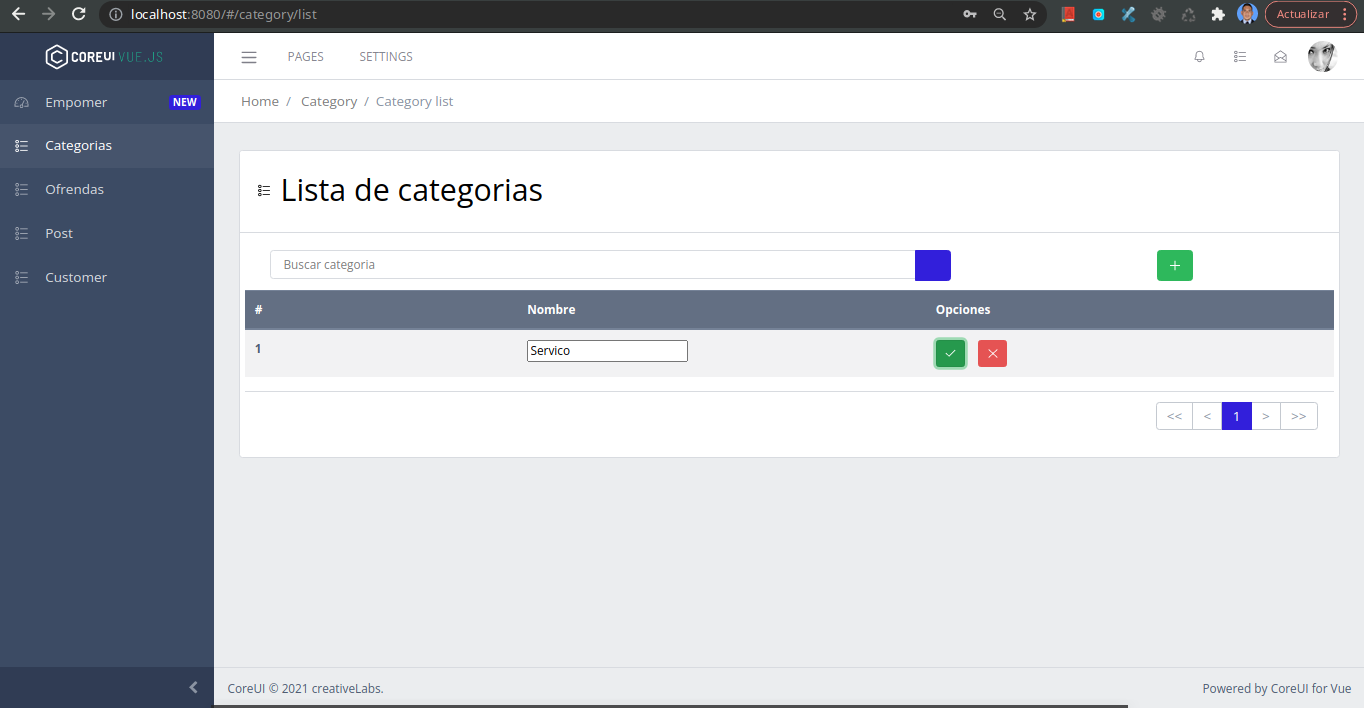 localhost:8080/#/category/list
Actualizar
COREUI VUE.JS
PAGES SETTINGS
Empomer NEW
Home / Category / Category list
Categorias
Ofrendas
Post
Customer
Lista de categorias
Buscar categoria
# Nombre Opciones
1 Servico
<< < 1 > >>
CoreUI © 2021 creativeLabs.
Powered by CoreUI for Vue